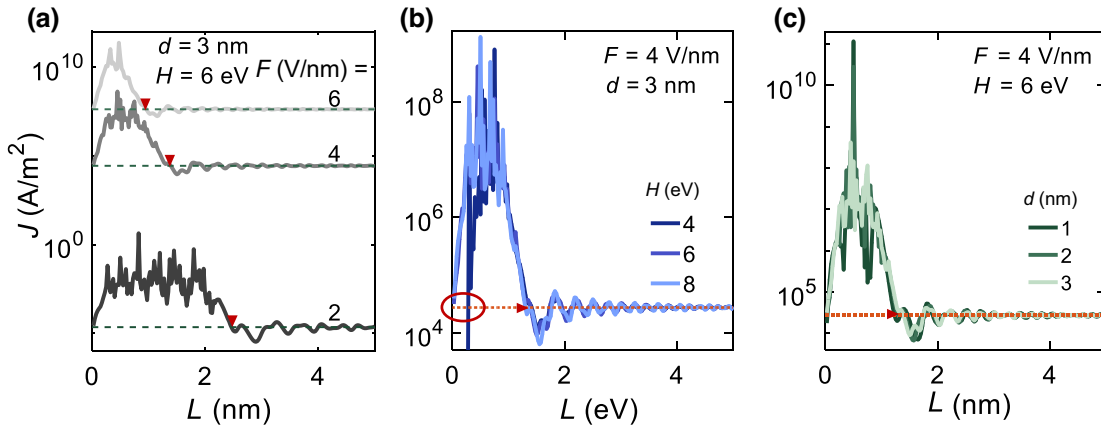 (a)
d = 3 nm
H = 6 eV
F (V/nm) =
6
4
2
10^10
10^0
J (A/m^2)
0
2
4
L (nm)
(b)
F = 4 V/nm
d = 3 nm
H (eV)
4
6
8
10^8
10^6
10^4
0
2
4
L (eV)
(c)
F = 4 V/nm
H = 6 eV
d (nm)
1
2
3
10^10
10^5
0
2
4
L (nm)